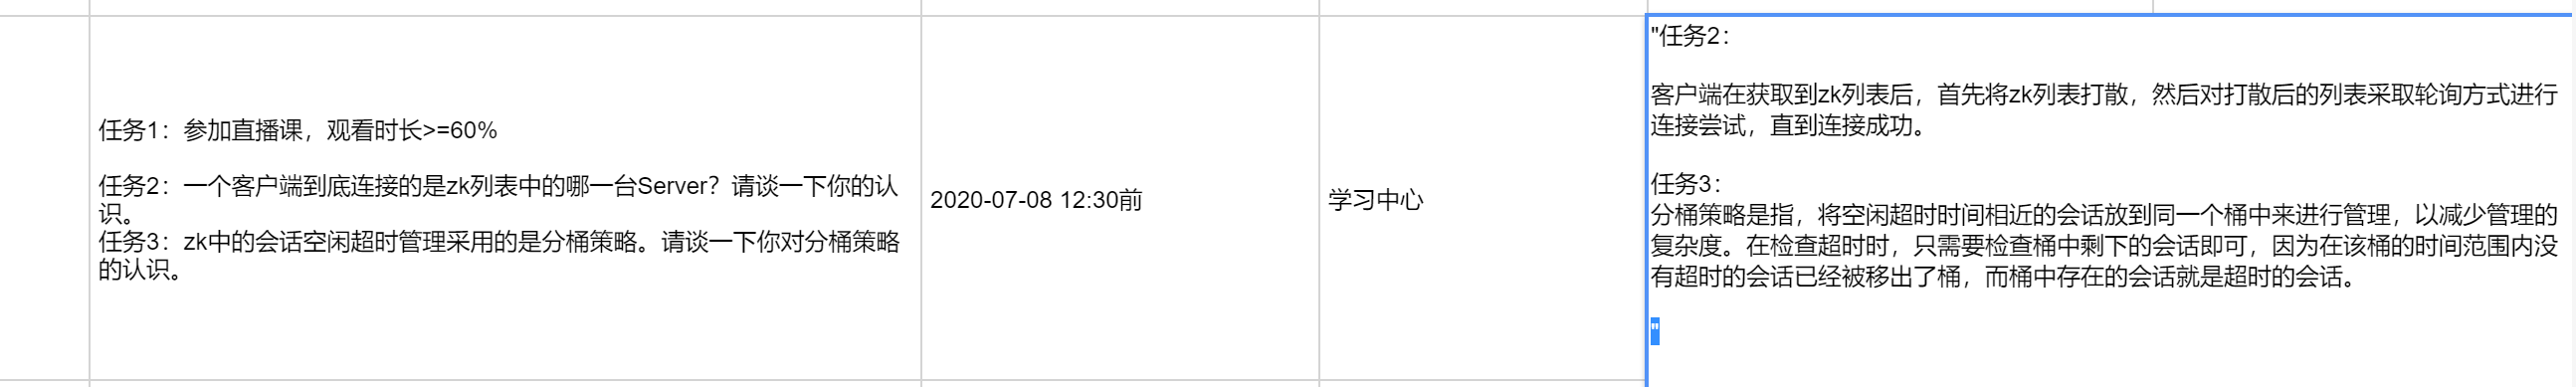 任务1：参加直播课，观看时长>=60%
任务2：一个客户端到底连接的是zk列表中的哪一台Server？请谈一下你的认
识。
任务3：zk中的会话空闲超时管理采用的是分桶策略。请谈一下你对分桶策略
的认识。
2020-07-08 12:30前
学习中心
"任务2：
客户端在获取到zk列表后，首先将zk列表打散，然后对打散后的列表采取轮询方式进行
连接尝试，直到连接成功。
任务3：
分桶策略是指，将空闲超时时间相近的会话放到同一个桶中来进行管理，以减少管理的
复杂度。在检查超时时，只需要检查桶中剩下的会话即可，因为在该桶的时间范围内没
有超时的会话已经被移出了桶，而桶中存在的会话就是超时的会话。
"